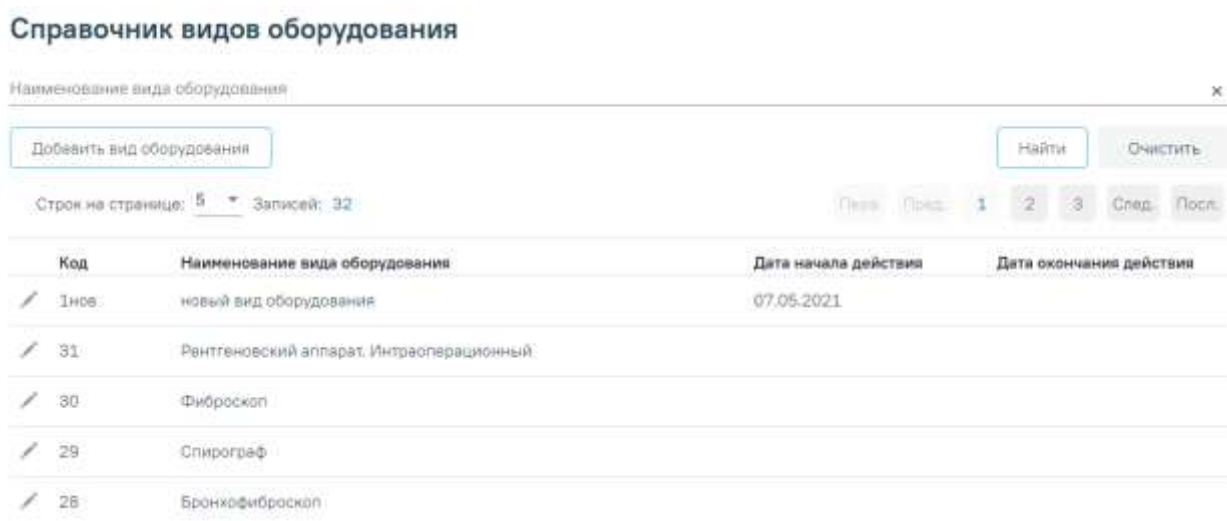 Справочник видов оборудования
Наименование вида оборудования ×
Добавить вид оборудования Найти Очистить
Строк на странице: 5 Записей: 32 Перв. Пред. 1 2 3 След. Посл.
Код Наименование вида оборудования Дата начала действия Дата окончания действия
1нов новый вид оборудования 07.05.2021
31 Рентгеновский аппарат. Интраоперационный
30 Фиброскоп
29 Спирограф
28 Бронхофиброскоп